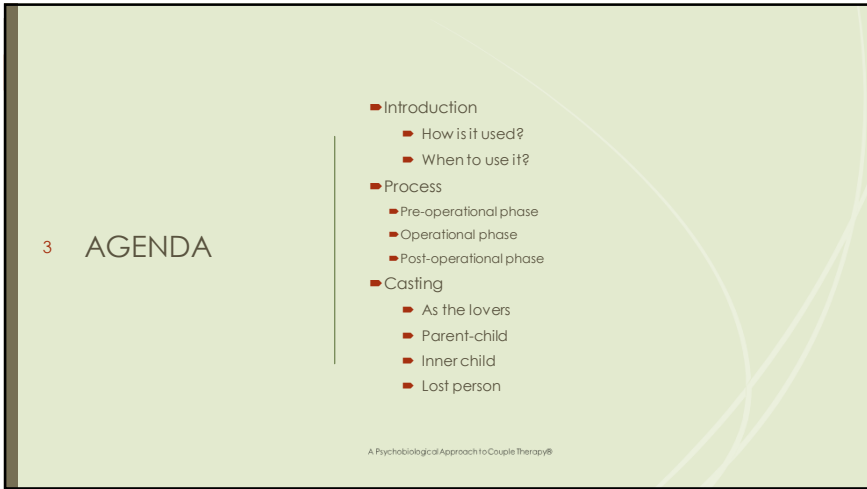 3 AGENDA
Introduction
How is it used?
When to use it?
Process
Pre-operational phase
Operational phase
Post-operational phase
Casting
As the lovers
Parent-child
Inner child
Lost person
A Psychobiological Approach to Couple Therapy®